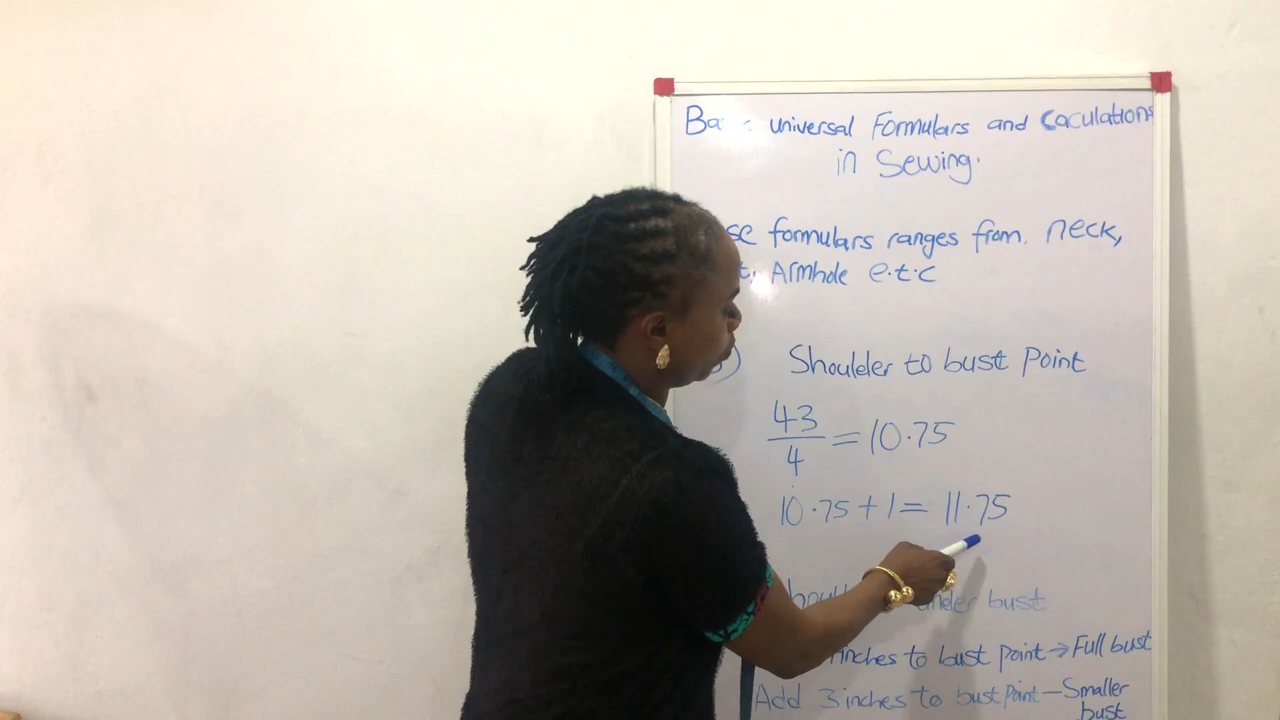 universal Formulars and Caculations
in Sewing.
formulars ranges from. neck,
Armhole e.t.c
) Shoulder to bust point
43
4
= 10.75
10.75 + 1 = 11.75
under bust
inches to bust point → Full bust
Add 3 inches to bust point - Smaller
bust